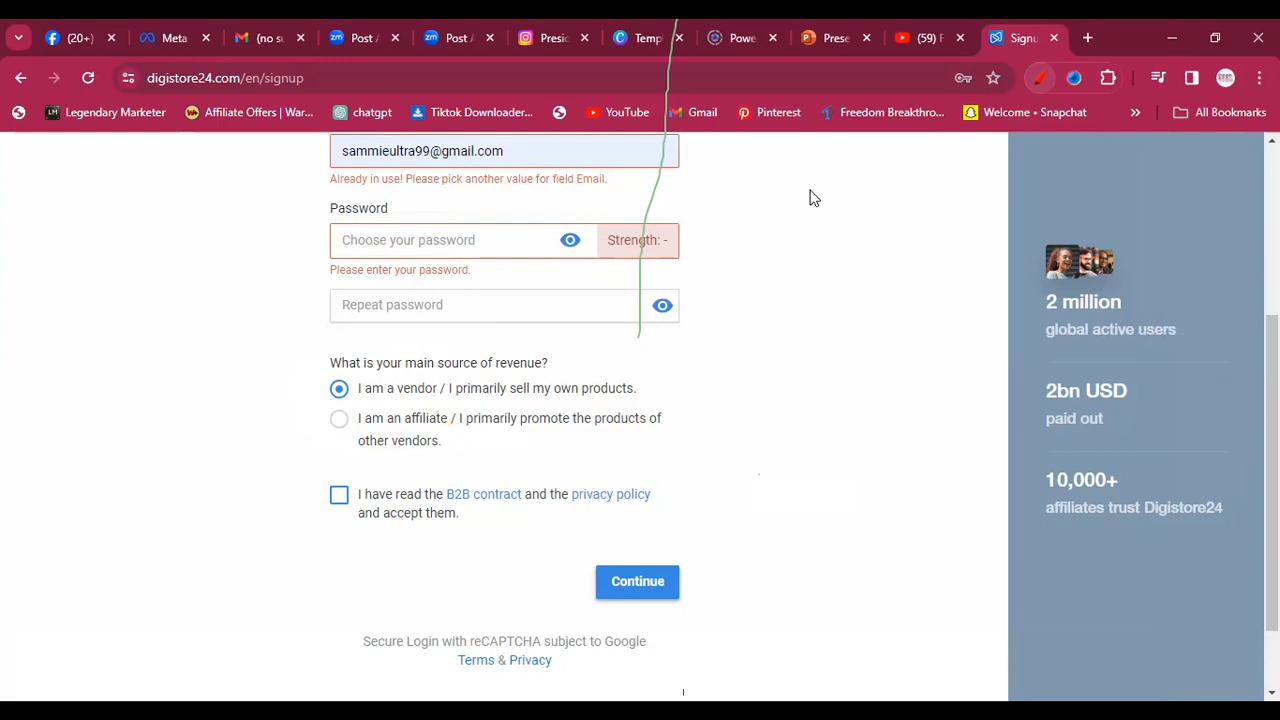 (20+)
Meta
(no su
Post A
Post A
Presic
Temp
Powe
Prese
(59) F
Signu
digistore24.com/en/signup
Legendary Marketer
Affiliate Offers | War...
chatgpt
Tiktok Downloader...
YouTube
Gmail
Pinterest
Freedom Breakthro...
Welcome • Snapchat
»
All Bookmarks
sammieultra99@gmail.com
Already in use! Please pick another value for field Email.
Password
Choose your password
Strength: -
Please enter your password.
Repeat password
What is your main source of revenue?
I am a vendor / I primarily sell my own products.
I am an affiliate / I primarily promote the products of
other vendors.
I have read the B2B contract and the privacy policy
and accept them.
Continue
Secure Login with reCAPTCHA subject to Google
Terms & Privacy
2 million
global active users
2bn USD
paid out
10,000+
affiliates trust Digistore24